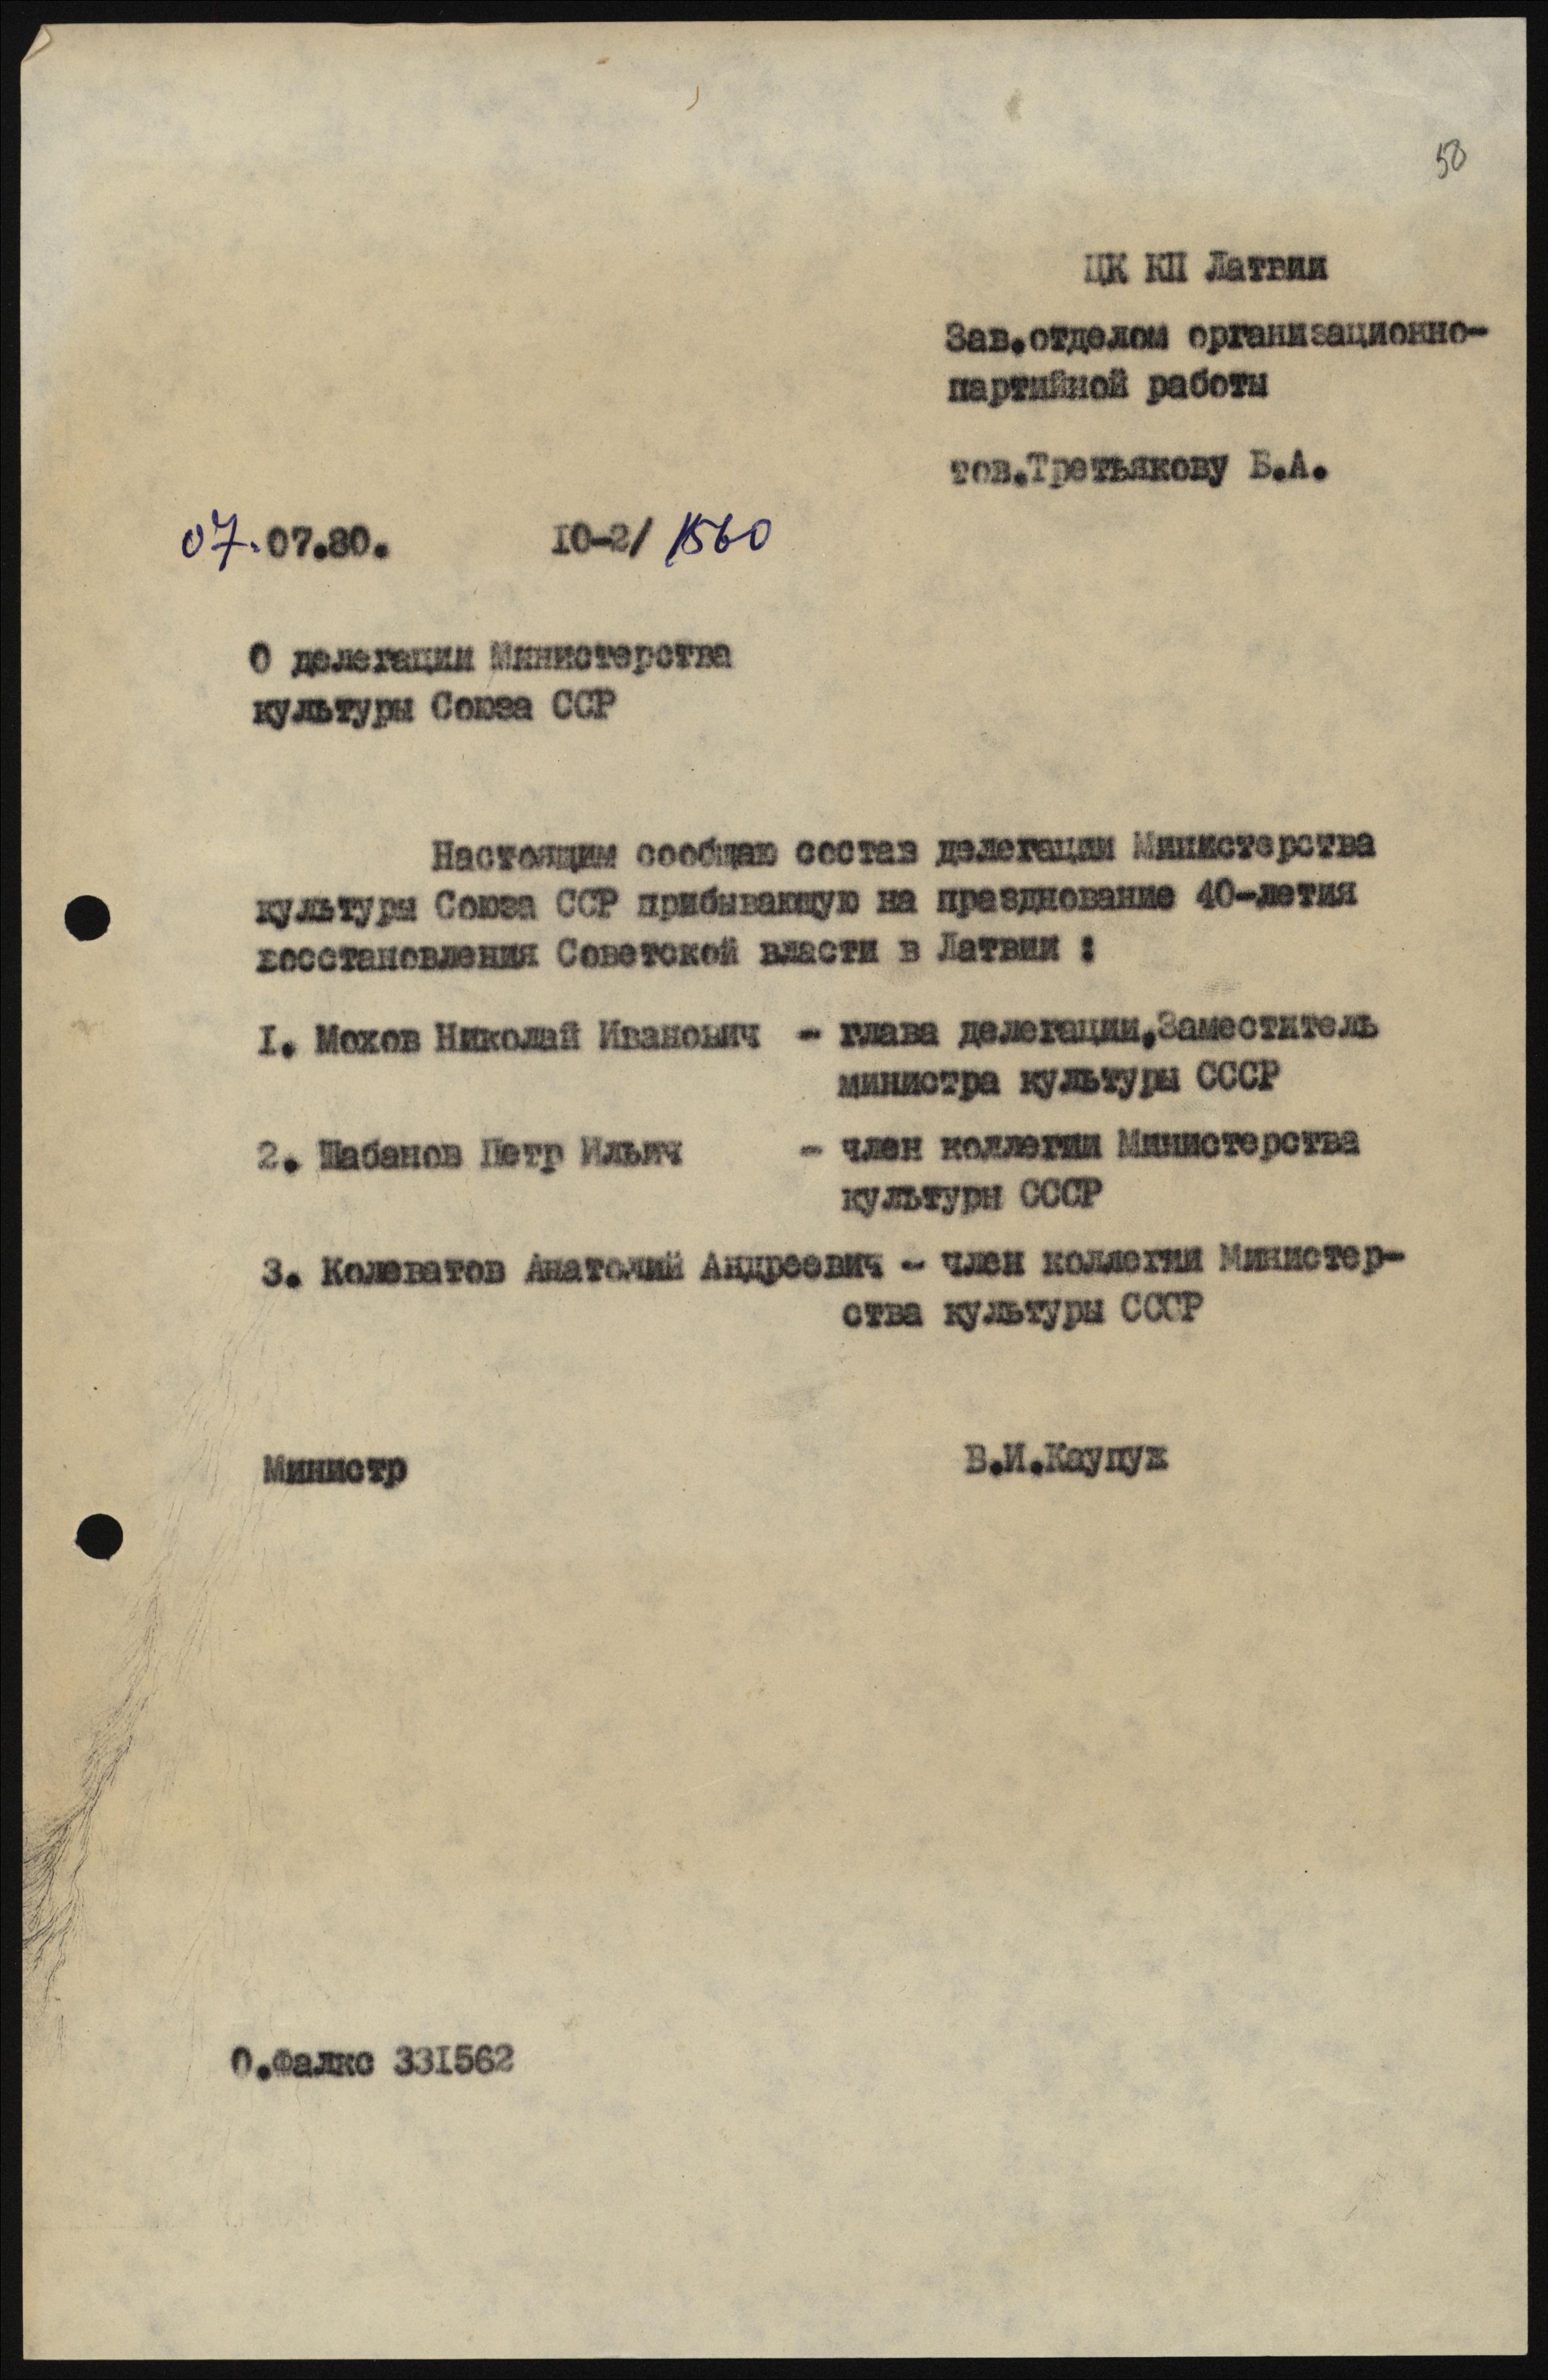 58
ЦК КП Латвии
Зав.отделом организационно-
партийной работы
тов.Третьякову Б.А.
07.07.80. I0-2/ 1560
О делегации Министерства
культуры Союза ССР
Настоящим сообщаю состав делегации Министерства
культуры Союза ССР прибывающую на празднование 40-летия
восстановления Советской власти в Латвии :
I. Мохов Николай Иванович - глава делегации,Заместитель
министра культуры СССР
2. Шабанов Петр Ильич - член коллегии Министерства
культуры СССР
3. Колеватов Анатолий Андреевич - член коллегии Министер-
ства культуры СССР
Министр В.И.Каупуж
О.Фалкс 33I562